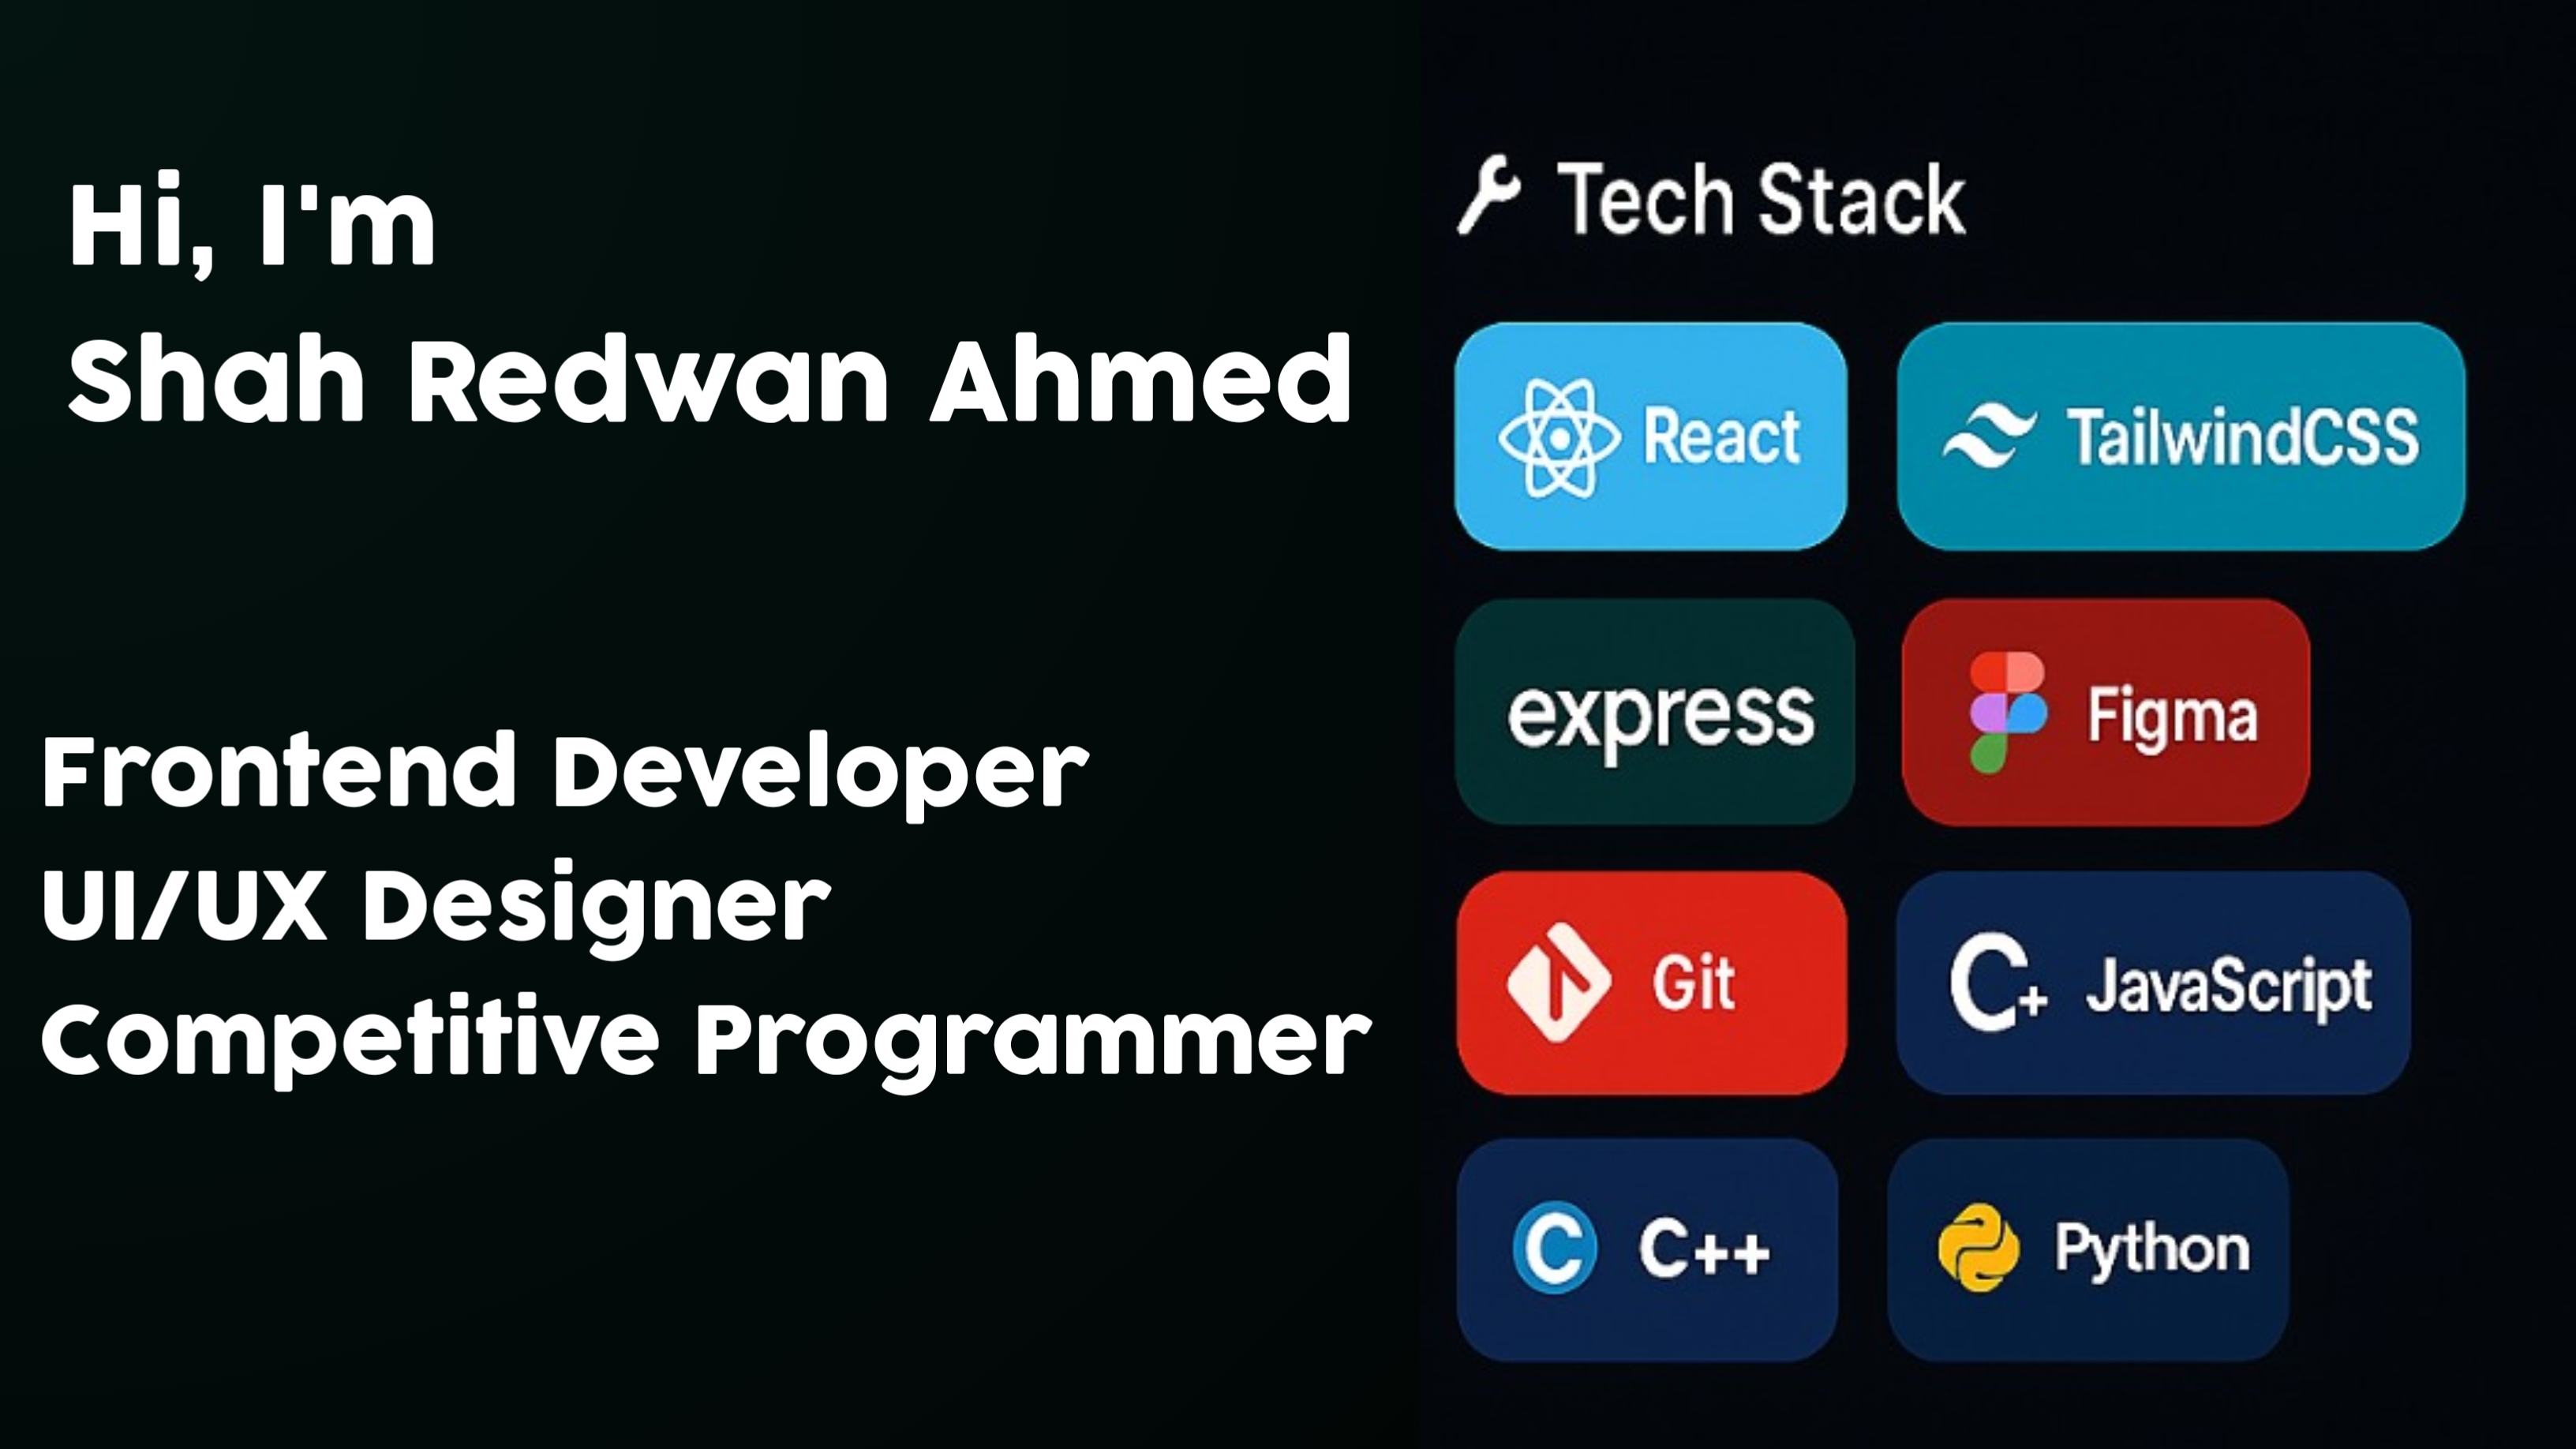 Hi, I'm
Shah Redwan Ahmed
Frontend Developer
UI/UX Designer
Competitive Programmer
Tech Stack
React
TailwindCSS
express
Figma
Git
C+ JavaScript
C C++
Python